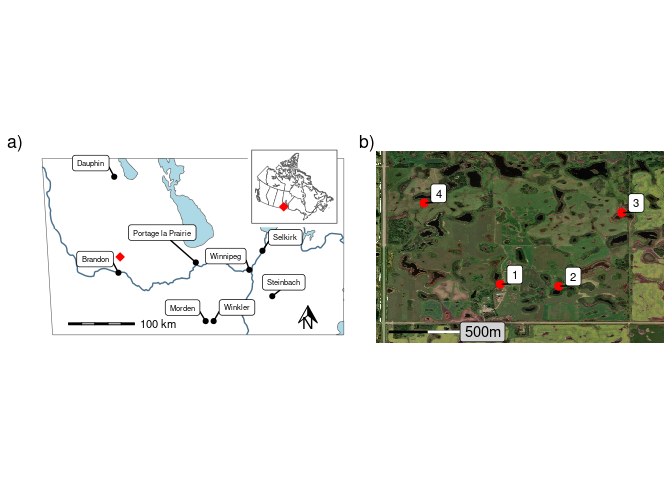 a)
Dauphin
Portage la Prairie
Selkirk
Brandon
Winnipeg
Steinbach
Morden
Winkler
100 km
N
b)
4
3
1
2
500m